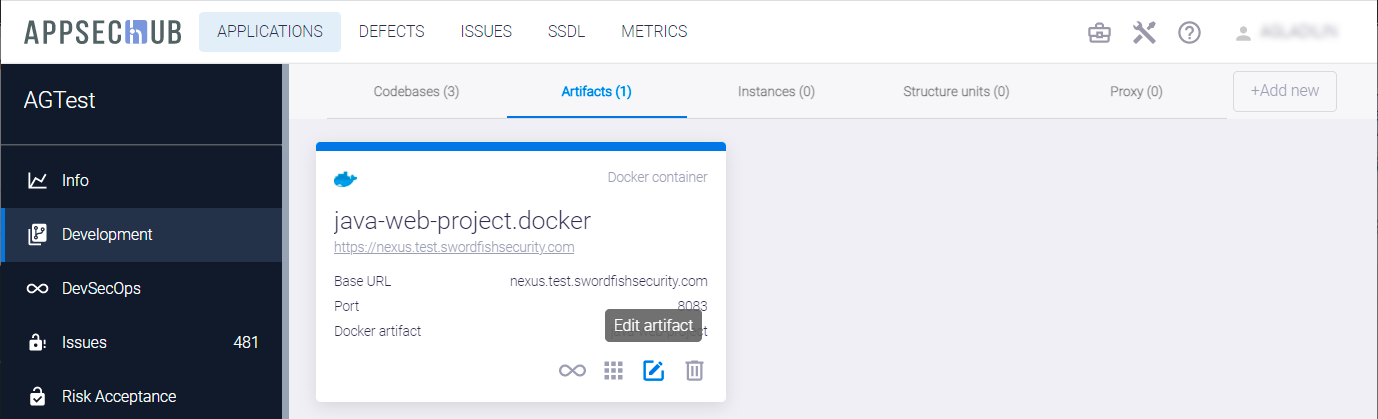 APPSECHUB APPLICATIONS DEFECTS ISSUES SSDL METRICS
AGTest
Codebases (3) Artifacts (1) Instances (0) Structure units (0) Proxy (0) +Add new
Info
Development
DevSecOps
Issues 481
Risk Acceptance
Docker container
java-web-project.docker
https://nexus.test.swordfishsecurity.com
Base URL nexus.test.swordfishsecurity.com
Port 8083
Docker artifact
Edit artifact